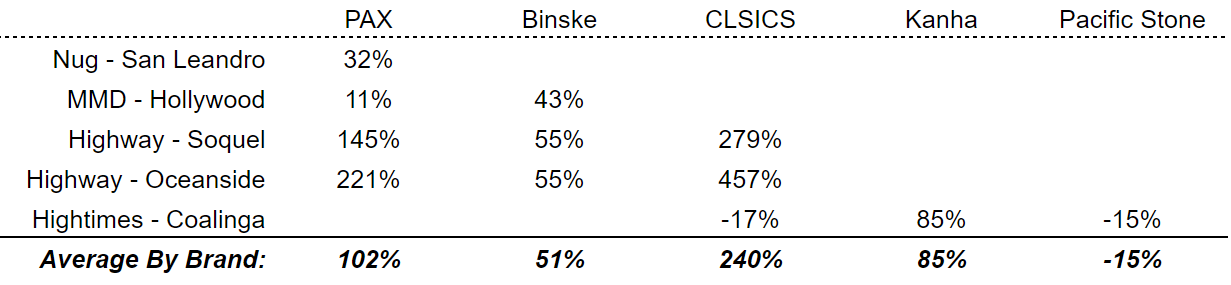 PAX Binske CLSICS Kanha Pacific Stone
Nug - San Leandro 32%
MMD - Hollywood 11% 43%
Highway - Soquel 145% 55% 279%
Highway - Oceanside 221% 55% 457%
Hightimes - Coalinga -17% 85% -15%
Average By Brand: 102% 51% 240% 85% -15%